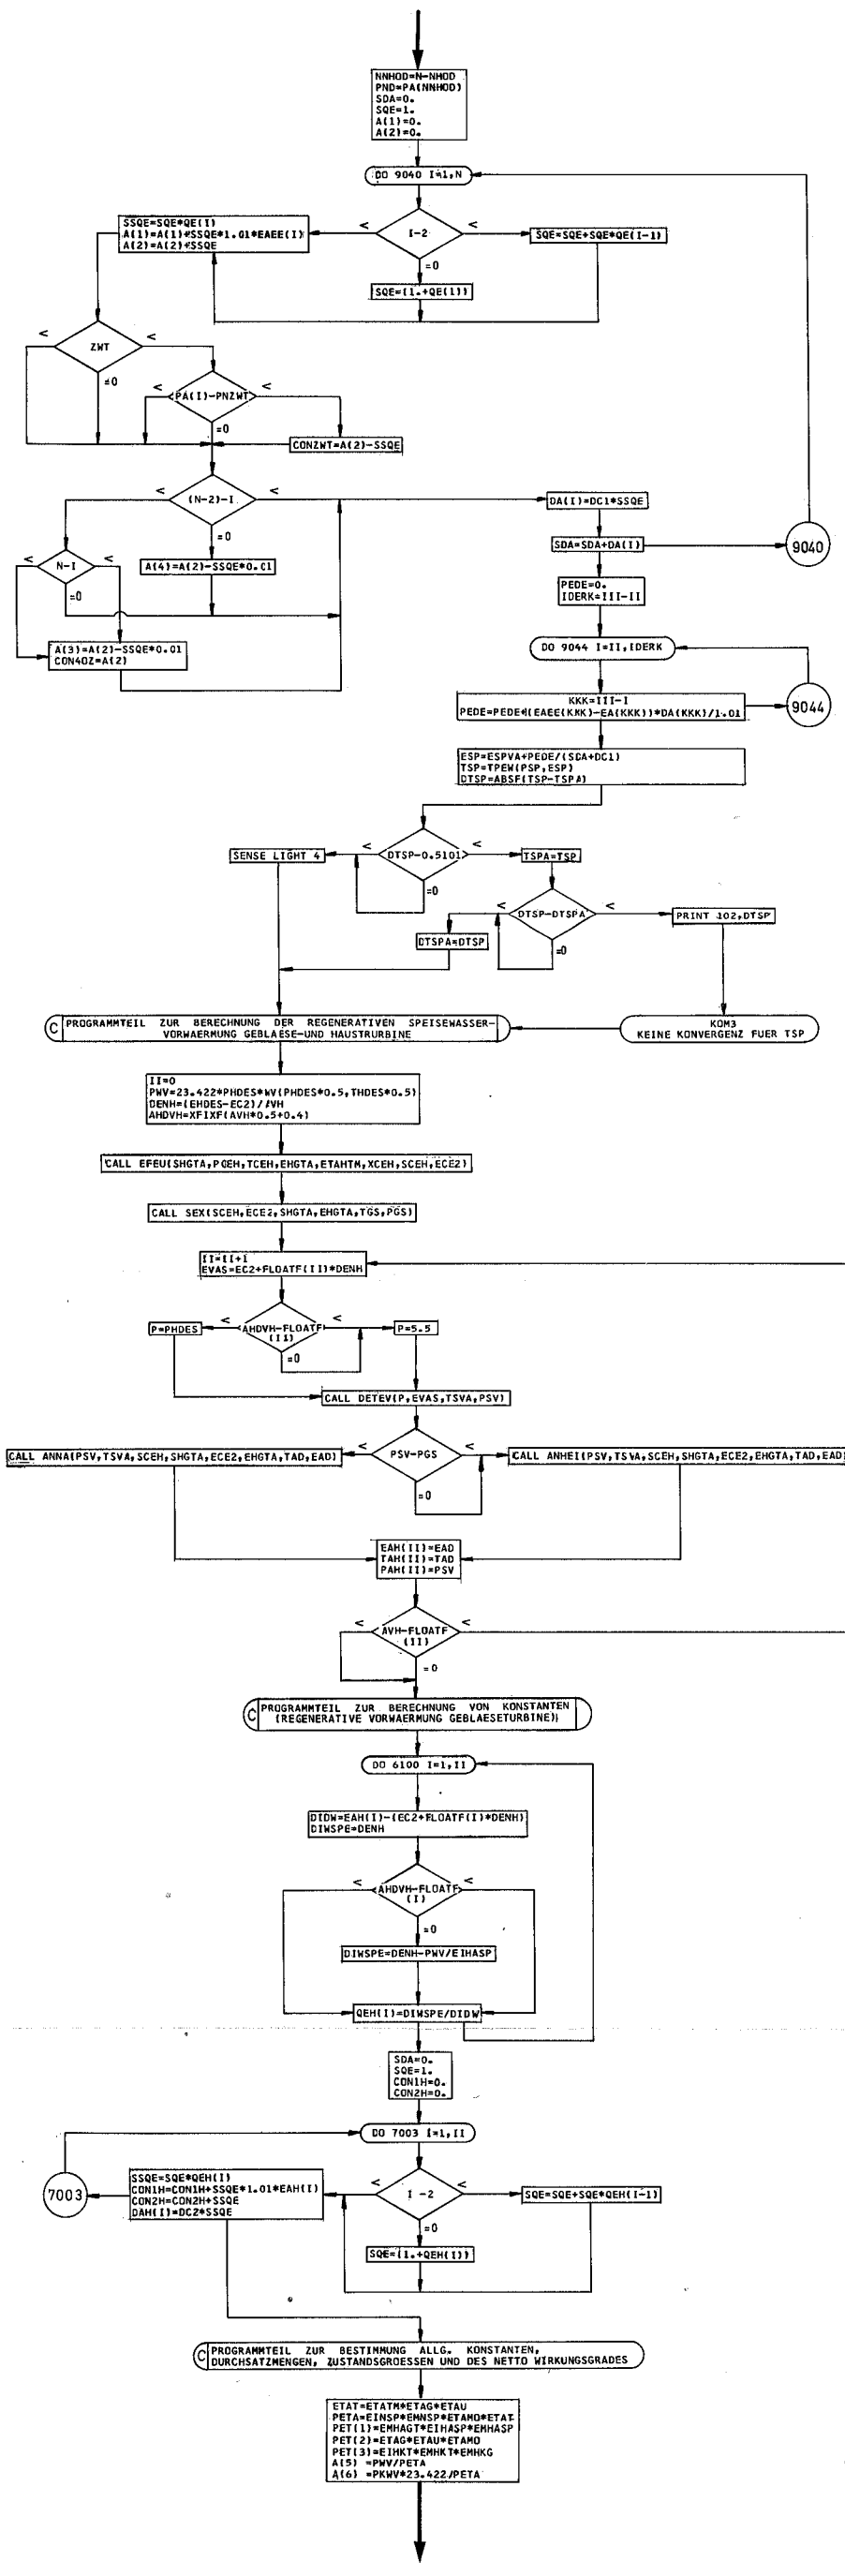 NNHOD=N-NHOD
PND=PA(NNHOD)
SDA=0.
SQE=1.
A(1)=0.
A(2)=0.
DO 9040 I=1,N
SSQE=SQE*QE(I)
A(1)=A(1)+SSQE*1.01*EAEE(I)
A(2)=A(2)+SSQE
<
I-2
<
=0
SQE=SQE+SQE*QE(I-1)
SQE=(1.+QE(1))
<
ZWT
<
=0
<
PA(I)-PNZWT
<
=0
CONZWT=A(2)-SSQE
<
(N-2)-I
<
=0
DA(I)=DC1*SSQE
<
N-I
<
=0
A(4)=A(2)-SSQE*0.01
SDA=SDA+DA(I)
9040
PEDE=0.
IDERK=III-II
A(3)=A(2)-SSQE*0.01
CON40Z=A(2)
DO 9044 I=II,IDERK
KKK=III-1
PEDE=PEDE+(EAEE(KKK)-EA(KKK))*DA(KKK)/1.01
9044
ESP=ESPVA+PEDE/(SDA+DC1)
TSP=TPEW(PSP,ESP)
DTSP=ABSF(TSP-TSPA)
SENSE LIGHT 4
<
DTSP-0.5101
<
=0
TSPA=TSP
<
DTSP-DTSPA
<
=0
PRINT 102,DTSP
DTSPA=DTSP
C PROGRAMMTEIL ZUR BERECHNUNG DER REGENERATIVEN SPEISEWASSER-
VORWAERMUNG GEBLAESE-UND HAUSTRURBINE
KOM3
KEINE KONVERGENZ FUER TSP
II=0
PWV=23.422*PHDES*WV(PHDES*0.5,THDES*0.5)
DENH=(EHDES-EC2)/AVH
AHDVH=XFIXF(AVH*0.5+0.4)
CALL EFEU(SHGTA,PCEH,TCEH,EHGTA,ETAHTM,XCEH,SCEH,ECE2)
CALL SEX(SCEH,ECE2,SHGTA,EHGTA,TGS,PGS)
II=II+1
EVAS=EC2+FLOATF(II)*DENH
P=PHDES
<
AHDVH-FLOATF
(II)
<
=0
P=5.5
CALL DETEV(P,EVAS,TSVA,PSV)
CALL ANNA(PSV,TSVA,SCEH,SHGTA,ECE2,EHGTA,TAD,EAD)
<
PSV-PGS
<
=0
CALL ANHEI(PSV,TSVA,SCEH,SHGTA,ECE2,EHGTA,TAD,EAD)
EAH(II)=EAD
TAH(II)=TAD
PAH(II)=PSV
<
AVH-FLOATF
(II)
<
=0
C PROGRAMMTEIL ZUR BERECHNUNG VON KONSTANTEN
(REGENERATIVE VORWAERMUNG GEBLAESETURBINE))
DO 6100 I=1,II
DIDW=EAH(I)-(EC2+FLOATF(I)*DENH)
DIWSPE=DENH
<
AHDVH-FLOATF
(I)
<
=0
DIWSPE=DENH-PWV/EIHASP
QEH(I)=DIWSPE/DIDW
SDA=0.
SQE=1.
CON1H=0.
CON2H=0.
DO 7003 I=1,II
7003
SSQE=SQE*QEH(I)
CON1H=CON1H+SSQE*1.01*EAH(I)
CON2H=CON2H+SSQE
DAH(I)=DC2*SSQE
<
I -2
<
=0
SQE=SQE+SQE*QEH(I-1)
SQE=(1.+QEH(I))
C PROGRAMMTEIL ZUR BESTIMMUNG ALLG. KONSTANTEN,
DURCHSATZMENGEN, ZUSTANDSGROESSEN UND DES NETTO WIRKUNGSGRADES
ETAT=ETATM*ETAG*ETAU
PETA=EINSP*EMNSP*ETAMO*ETAT
PET(1)=EMHAGT*EIHASP*EMHASP
PET(2)=ETAG*ETAU*ETAMO
PET(3)=EIHKT*EMHKT*EMHKG
A(5) =PWV/PETA
A(6) =PKWV*23.422/PETA